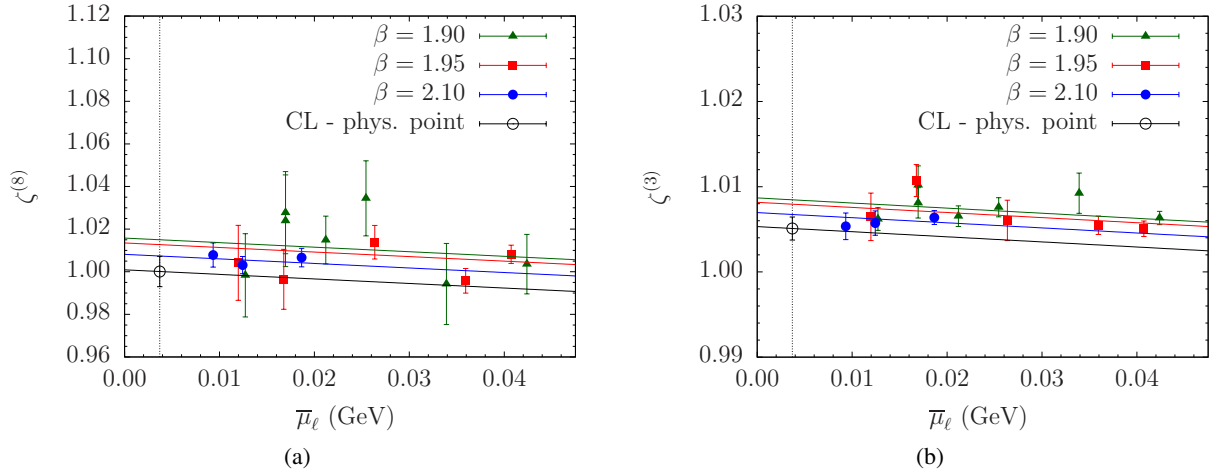 1.12
1.10
1.08
1.06
1.04
1.02
1.00
0.98
0.96
0.00 0.01 0.02 0.03 0.04
ζ(8)
μ̅ℓ (GeV)
β = 1.90
β = 1.95
β = 2.10
CL - phys. point
(a)
1.03
1.02
1.01
1.00
0.99
0.00 0.01 0.02 0.03 0.04
ζ(3)
μ̅ℓ (GeV)
β = 1.90
β = 1.95
β = 2.10
CL - phys. point
(b)